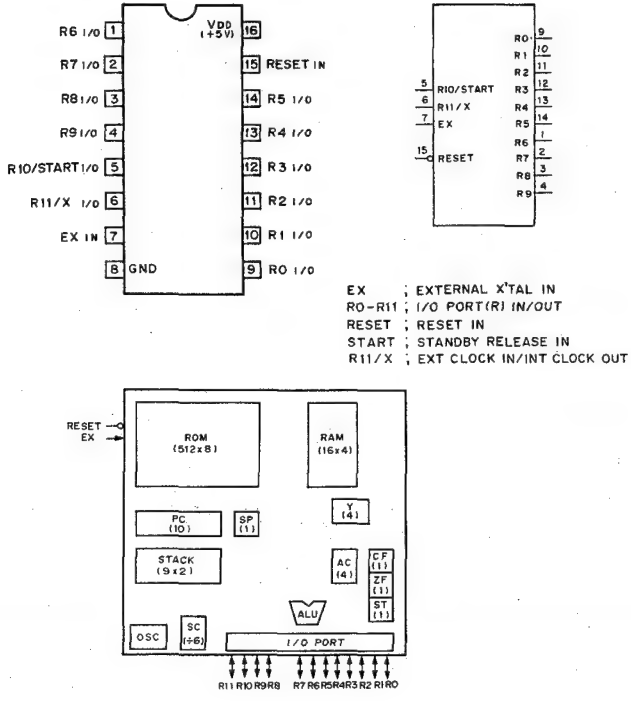 R6 I/O 1
R7 I/O 2
R8 I/O 3
R9 I/O 4
R10/START I/O 5
R11/X I/O 6
EX IN 7
8 GND
VDD
(+5V)
16
15 RESET IN
14 R5 I/O
13 R4 I/O
12 R3 I/O
11 R2 I/O
10 R1 I/O
9 R0 I/O
5 R10/START
6 R11/X
7 EX
15 RESET
R0 9
R1 10
R2 11
R3 12
R4 13
R5 14
R6 1
R7 2
R8 3
R9 4
EX ; EXTERNAL X'TAL IN
R0-R11 ; I/O PORT(R) IN/OUT
RESET ; RESET IN
START ; STANDBY RELEASE IN
R11/X ; EXT CLOCK IN/INT CLOCK OUT
RESET
EX
ROM
(512x8)
RAM
(16x4)
Y
(4)
PC
(10)
SP
(1)
STACK
(9x2)
AC
(4)
CF
(1)
ZF
(1)
ST
(1)
ALU
OSC
SC
(÷6)
I/O PORT
R11 R10 R9 R8 R7 R6 R5 R4 R3 R2 R1 R0